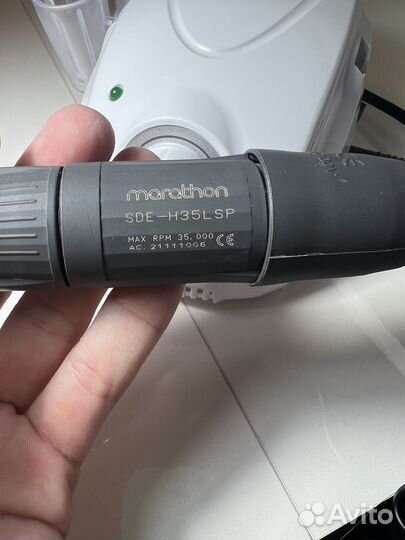 marathon
SDE-H35LSP
MAX RPM 35,000
AC. 21111006 CE
Avito